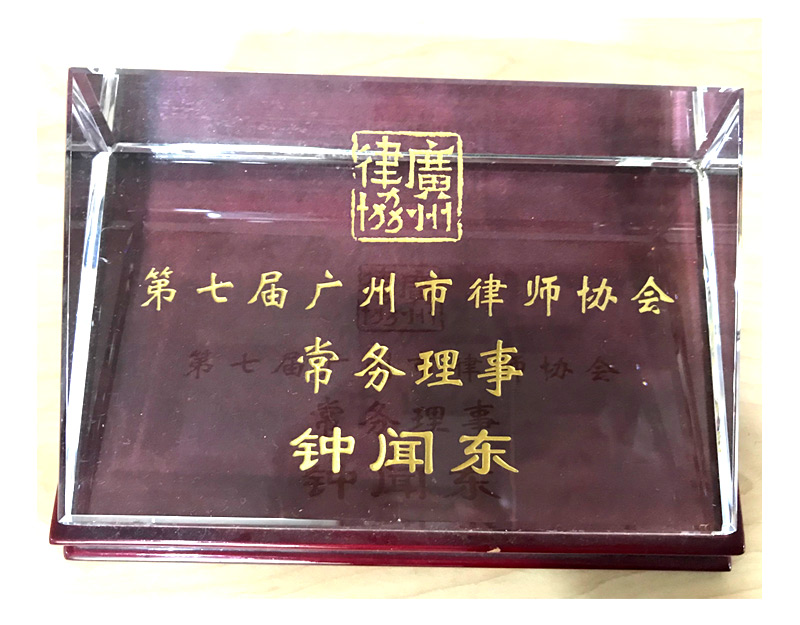 廣州律協
第七届广州市律师协会
常务理事
钟闻东